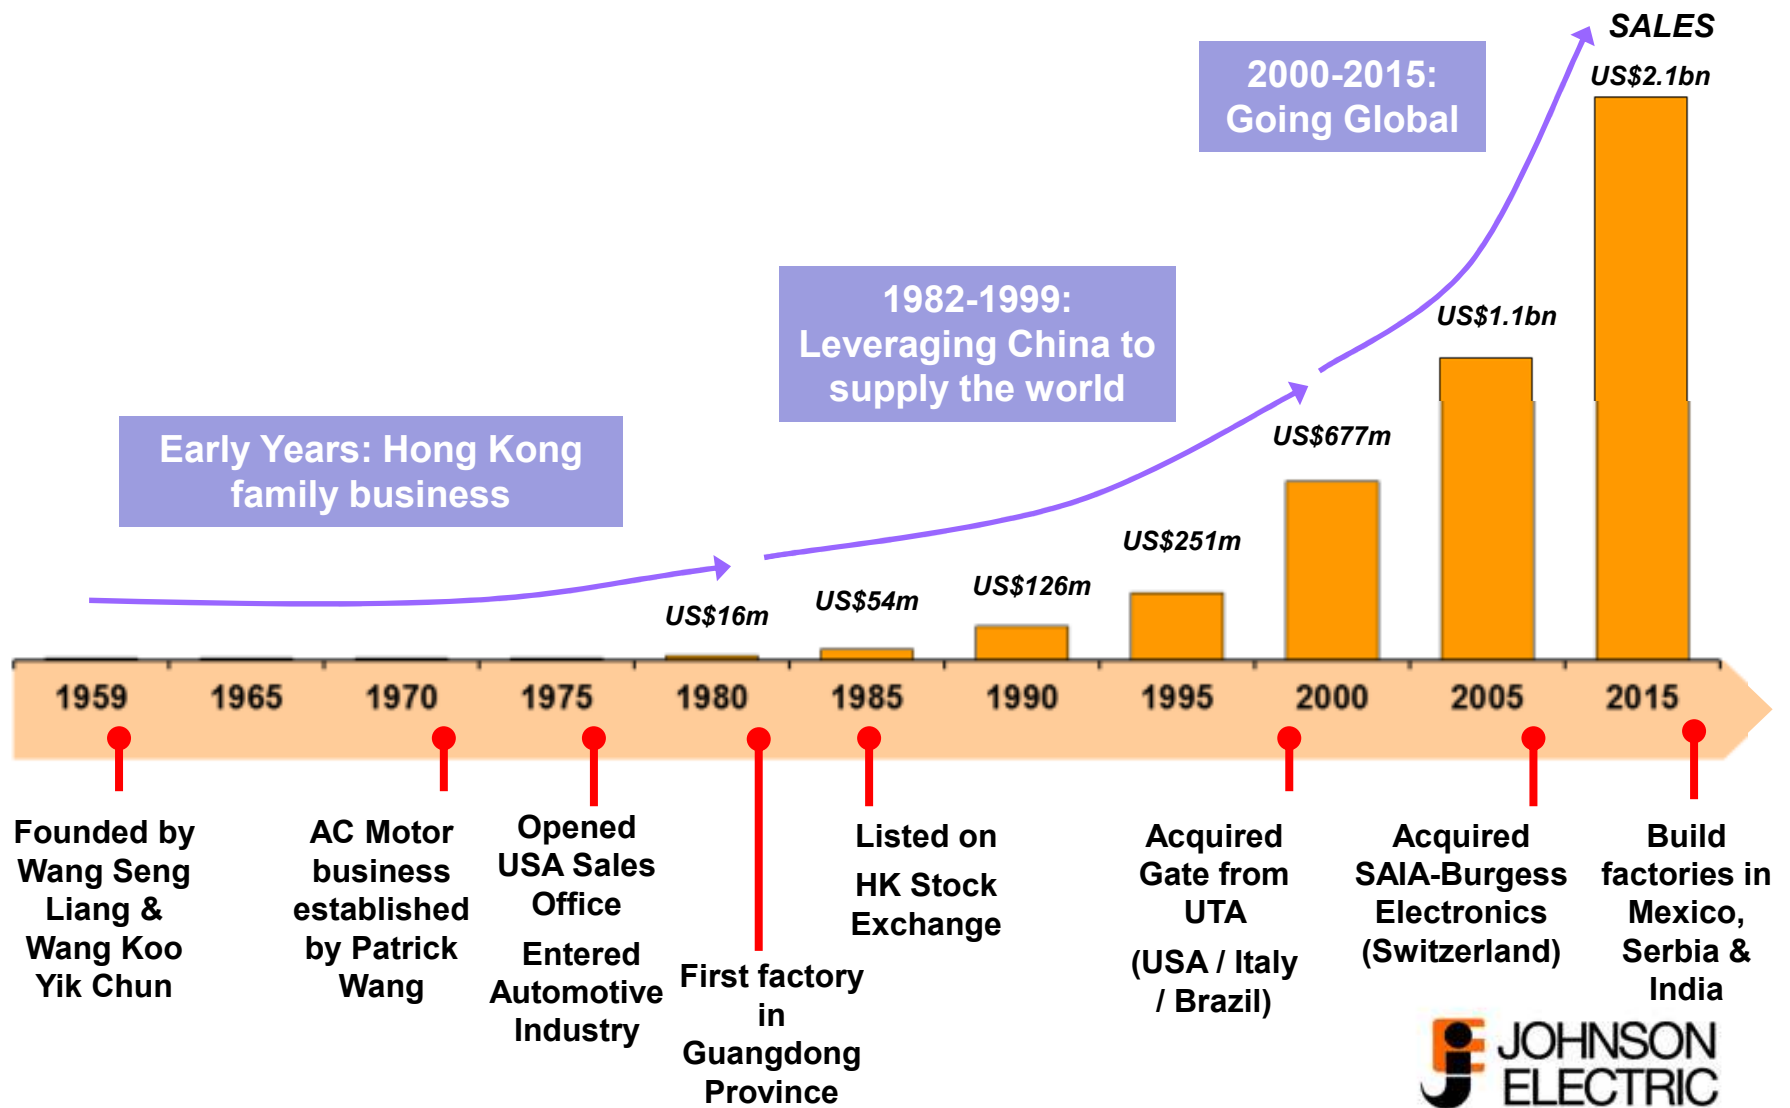 SALES
US$2.1bn
2000-2015:
Going Global
1982-1999:
Leveraging China to
supply the world
US$1.1bn
Early Years: Hong Kong
family business
US$677m
US$251m
US$126m
US$54m
US$16m
1959
1965
1970
1975
1980
1985
1990
1995
2000
2005
2015
Founded by
Wang Seng
Liang &
Wang Koo
Yik Chun
AC Motor
business
established
by Patrick
Wang
Opened
USA Sales
Office
Entered
Automotive
Industry
First factory
in
Guangdong
Province
Listed on
HK Stock
Exchange
Acquired
Gate from
UTA
(USA / Italy
/ Brazil)
Acquired
SAIA-Burgess
Electronics
(Switzerland)
Build
factories in
Mexico,
Serbia &
India
JOHNSON
ELECTRIC